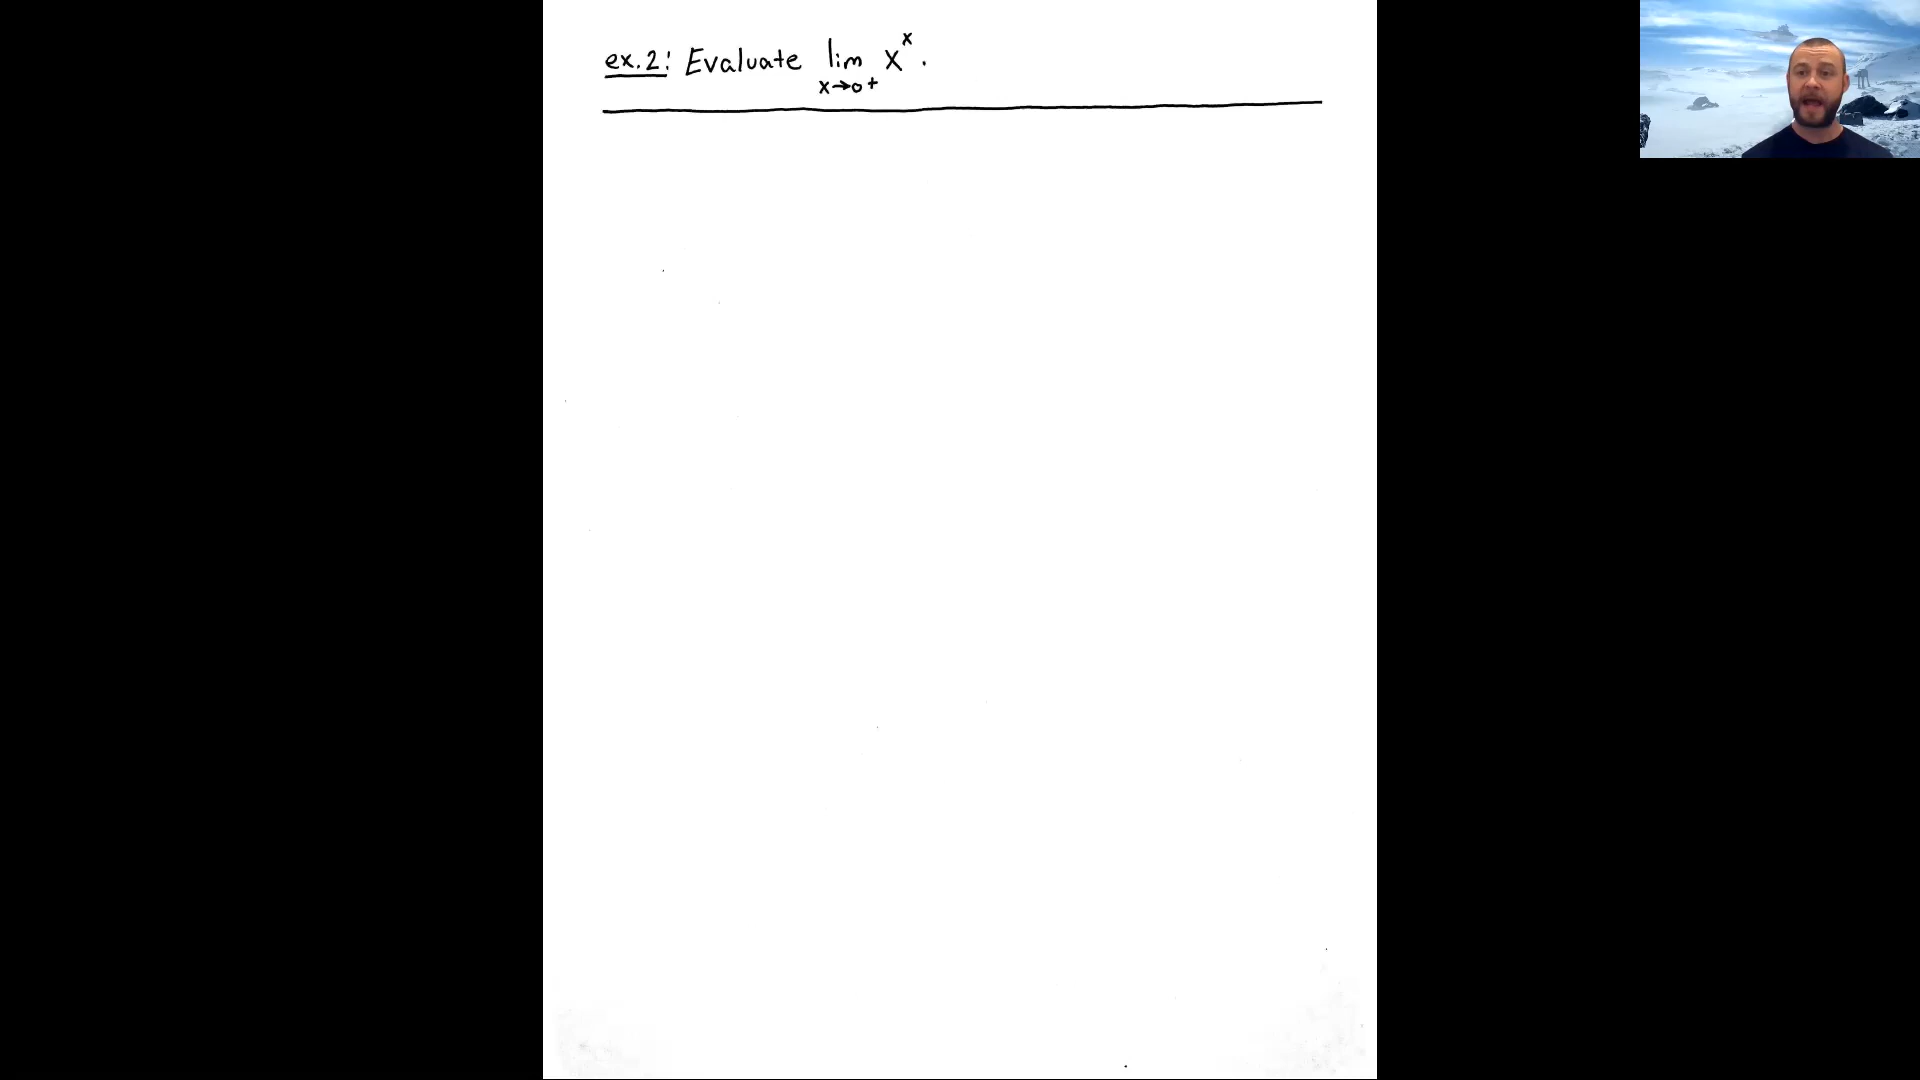 ex.2: Evaluate lim x^x.
x→0+